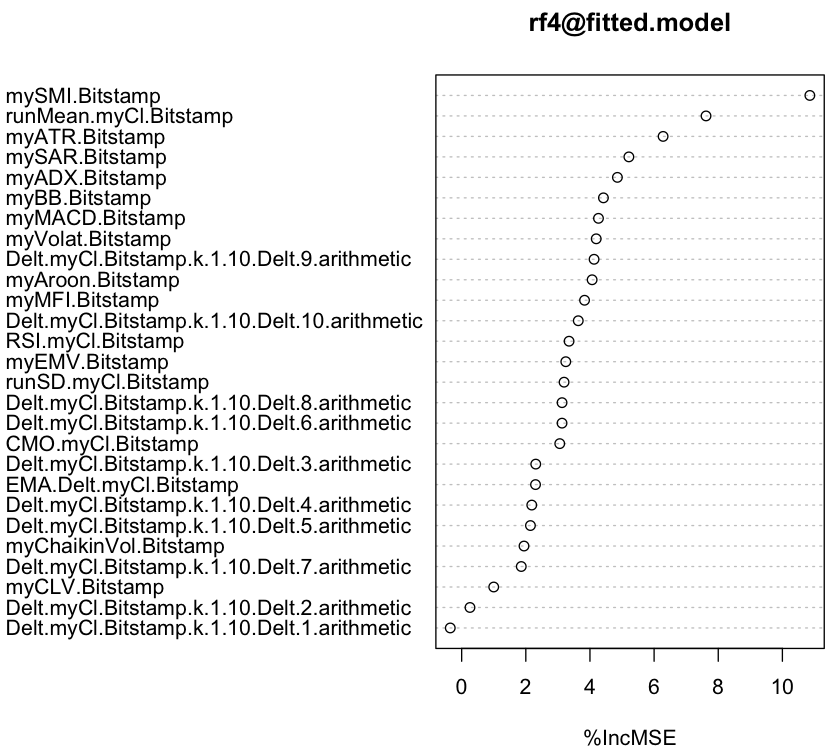 rf4@fitted.model
mySMI.Bitstamp
runMean.myCl.Bitstamp
myATR.Bitstamp
mySAR.Bitstamp
myADX.Bitstamp
myBB.Bitstamp
myMACD.Bitstamp
myVolat.Bitstamp
Delt.myCl.Bitstamp.k.1.10.Delt.9.arithmetic
myAroon.Bitstamp
myMFI.Bitstamp
Delt.myCl.Bitstamp.k.1.10.Delt.10.arithmetic
RSI.myCl.Bitstamp
myEMV.Bitstamp
runSD.myCl.Bitstamp
Delt.myCl.Bitstamp.k.1.10.Delt.8.arithmetic
Delt.myCl.Bitstamp.k.1.10.Delt.6.arithmetic
CMO.myCl.Bitstamp
Delt.myCl.Bitstamp.k.1.10.Delt.3.arithmetic
EMA.Delt.myCl.Bitstamp
Delt.myCl.Bitstamp.k.1.10.Delt.4.arithmetic
Delt.myCl.Bitstamp.k.1.10.Delt.5.arithmetic
myChaikinVol.Bitstamp
Delt.myCl.Bitstamp.k.1.10.Delt.7.arithmetic
myCLV.Bitstamp
Delt.myCl.Bitstamp.k.1.10.Delt.2.arithmetic
Delt.myCl.Bitstamp.k.1.10.Delt.1.arithmetic
0 2 4 6 8 10
%IncMSE